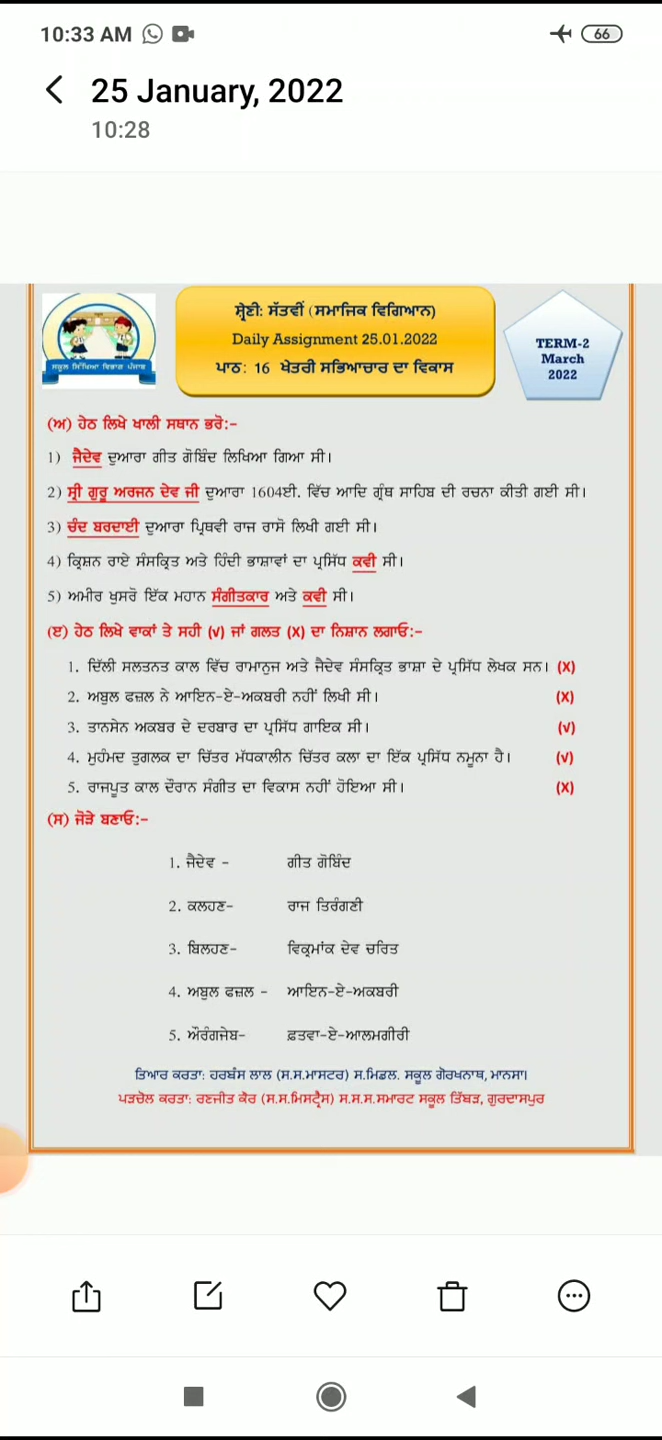 10:33 AM
66
25 January, 2022
10:28
ਸ਼੍ਰੇਣੀ: ਸੱਤਵੀਂ (ਸਮਾਜਿਕ ਵਿਗਿਆਨ)
Daily Assignment 25.01.2022
ਪਾਠ: 16 ਖੇਤਰੀ ਸਭਿਆਚਾਰ ਦਾ ਵਿਕਾਸ
TERM-2
March
2022
ਸਕੂਲ ਸਿੱਖਿਆ ਵਿਭਾਗ ਪੰਜਾਬ
(ਅ) ਹੇਠ ਲਿਖੇ ਖਾਲੀ ਸਥਾਨ ਭਰੋ:-
1) ਜੈਦੇਵ ਦੁਆਰਾ ਗੀਤ ਗੋਬਿੰਦ ਲਿਖਿਆ ਗਿਆ ਸੀ।
2) ਸ੍ਰੀ ਗੁਰੂ ਅਰਜਨ ਦੇਵ ਜੀ ਦੁਆਰਾ 1604ਈ. ਵਿੱਚ ਆਦਿ ਗ੍ਰੰਥ ਸਾਹਿਬ ਦੀ ਰਚਨਾ ਕੀਤੀ ਗਈ ਸੀ।
3) ਚੰਦ ਬਰਦਾਈ ਦੁਆਰਾ ਪ੍ਰਿਥਵੀ ਰਾਜ ਰਾਸੋ ਲਿਖੀ ਗਈ ਸੀ।
4) ਕ੍ਰਿਸ਼ਨ ਰਾਏ ਸੰਸਕ੍ਰਿਤ ਅਤੇ ਹਿੰਦੀ ਭਾਸ਼ਾਵਾਂ ਦਾ ਪ੍ਰਸਿੱਧ ਕਵੀ ਸੀ।
5) ਅਮੀਰ ਖੁਸਰੋ ਇੱਕ ਮਹਾਨ ਸੰਗੀਤਕਾਰ ਅਤੇ ਕਵੀ ਸੀ।
(ੲ) ਹੇਠ ਲਿਖੇ ਵਾਕਾਂ ਤੇ ਸਹੀ (v) ਜਾਂ ਗਲਤ (X) ਦਾ ਨਿਸ਼ਾਨ ਲਗਾਓ:-
1. ਦਿੱਲੀ ਸਲਤਨਤ ਕਾਲ ਵਿੱਚ ਰਾਮਾਨੁਜ ਅਤੇ ਜੈਦੇਵ ਸੰਸਕ੍ਰਿਤ ਭਾਸ਼ਾ ਦੇ ਪ੍ਰਸਿੱਧ ਲੇਖਕ ਸਨ। (X)
2. ਅਬੁਲ ਫਜ਼ਲ ਨੇ ਆਇਨ-ਏ-ਅਕਬਰੀ ਨਹੀਂ ਲਿਖੀ ਸੀ। (X)
3. ਤਾਨਸੇਨ ਅਕਬਰ ਦੇ ਦਰਬਾਰ ਦਾ ਪ੍ਰਸਿੱਧ ਗਾਇਕ ਸੀ। (v)
4. ਮੁਹੰਮਦ ਤੁਗਲਕ ਦਾ ਚਿੱਤਰ ਮੱਧਕਾਲੀਨ ਚਿੱਤਰ ਕਲਾ ਦਾ ਇੱਕ ਪ੍ਰਸਿੱਧ ਨਮੂਨਾ ਹੈ। (v)
5. ਰਾਜਪੂਤ ਕਾਲ ਦੌਰਾਨ ਸੰਗੀਤ ਦਾ ਵਿਕਾਸ ਨਹੀਂ ਹੋਇਆ ਸੀ। (X)
(ਸ) ਜੋੜੇ ਬਣਾਓ:-
1. ਜੈਦੇਵ - ਗੀਤ ਗੋਬਿੰਦ
2. ਕਲਹਣ- ਰਾਜ ਤਿਰੰਗਣੀ
3. ਬਿਲਹਣ- ਵਿਕ੍ਰਮਾਂਕ ਦੇਵ ਚਰਿਤ
4. ਅਬੁਲ ਫਜ਼ਲ - ਆਇਨ-ਏ-ਅਕਬਰੀ
5. ਔਰੰਗਜੇਬ- ਫ਼ਤਵਾ-ਏ-ਆਲਮਗੀਰੀ
ਤਿਆਰ ਕਰਤਾ: ਹਰਬੰਸ ਲਾਲ (ਸ.ਸ.ਮਾਸਟਰ) ਸ.ਮਿਡਲ. ਸਕੂਲ ਗੋਰਖਨਾਥ, ਮਾਨਸਾ।
ਪੜਚੋਲ ਕਰਤਾ: ਰਣਜੀਤ ਕੌਰ (ਸ.ਸ.ਮਿਸਟ੍ਰੈਸ) ਸ.ਸ.ਸ.ਸਮਾਰਟ ਸਕੂਲ ਤਿੱਬੜ, ਗੁਰਦਾਸਪੁਰ